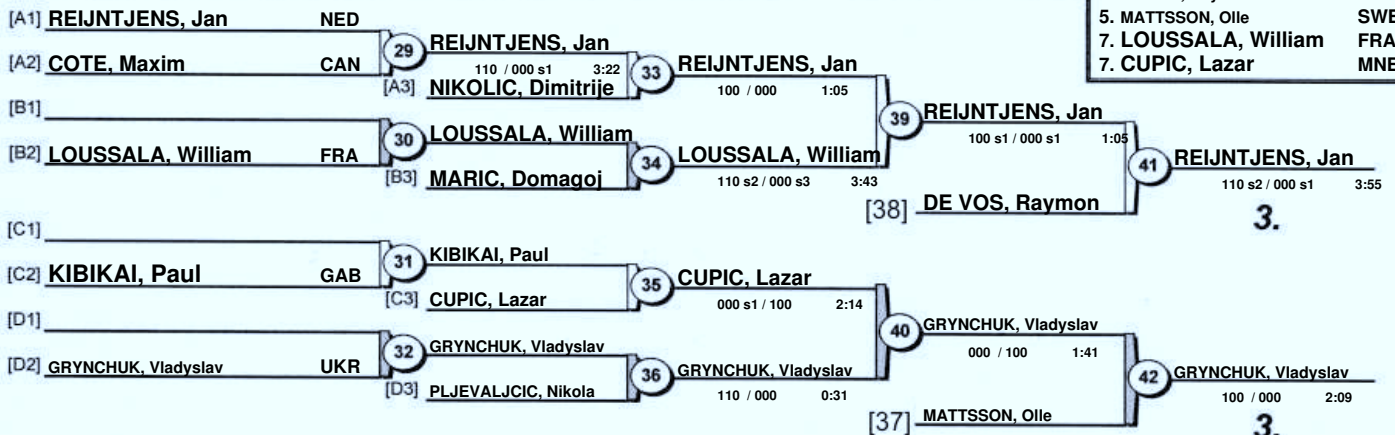 5. MATTSSON, Olle SWE
7. LOUSSALA, William FRA
7. CUPIC, Lazar MNE
[A1] REIJNTJENS, Jan NED
29 REIJNTJENS, Jan
[A2] COTE, Maxim CAN
110 / 000 s1 3:22
[A3] NIKOLIC, Dimitrije
33 REIJNTJENS, Jan
100 / 000 1:05
[B1]
[B2] LOUSSALA, William FRA
30 LOUSSALA, William
[B3] MARIC, Domagoj
34 LOUSSALA, William
110 s2 / 000 s3 3:43
39 REIJNTJENS, Jan
100 s1 / 000 s1 1:05
[38] DE VOS, Raymon
41 REIJNTJENS, Jan
110 s2 / 000 s1 3:55
3.
[C1]
[C2] KIBIKAI, Paul GAB
31 KIBIKAI, Paul
[C3] CUPIC, Lazar
35 CUPIC, Lazar
000 s1 / 100 2:14
[D1]
[D2] GRYNCHUK, Vladyslav UKR
32 GRYNCHUK, Vladyslav
[D3] PLJEVALJCIC, Nikola
36 GRYNCHUK, Vladyslav
110 / 000 0:31
40 GRYNCHUK, Vladyslav
000 / 100 1:41
[37] MATTSSON, Olle
42 GRYNCHUK, Vladyslav
100 / 000 2:09
3.